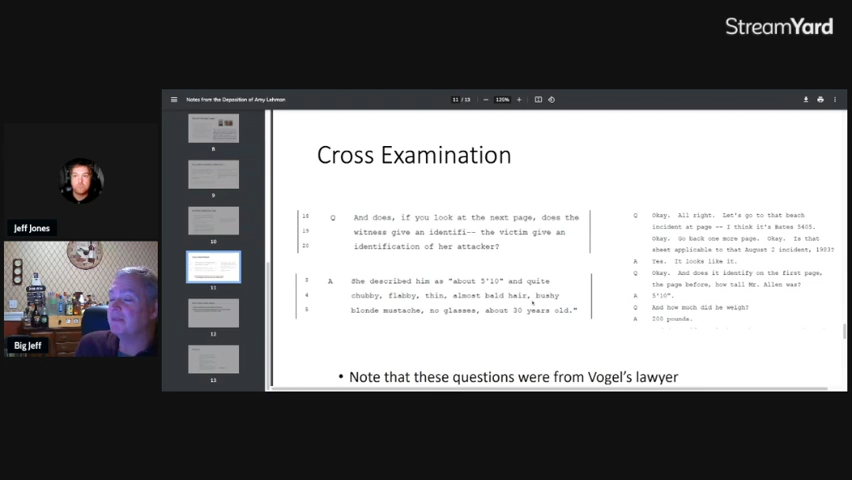 StreamYard
Notes from the Deposition of Amy Lehman
11 / 13
120%
8
9
10
11
12
13
Cross Examination
18 Q And does, if you look at the next page, does the
19 witness give an identifi-- the victim give an
20 identification of her attacker?
3 A She described him as "about 5'10" and quite
4 chubby, flabby, thin, almost bald hair, bushy
5 blonde mustache, no glasses, about 30 years old."
Q Okay. All right. Let's go to that beach
incident at page -- I think it's Bates 5405.
Okay. Go back one more page. Okay. Is that
sheet applicable to that August 2 incident, 1983?
A Yes. It looks like it.
Q Okay. And does it identify on the first page,
the page before, how tall Mr. Allen was?
A 5'10".
Q And how much did he weigh?
A 200 pounds.
• Note that these questions were from Vogel's lawyer
Jeff Jones
Big Jeff